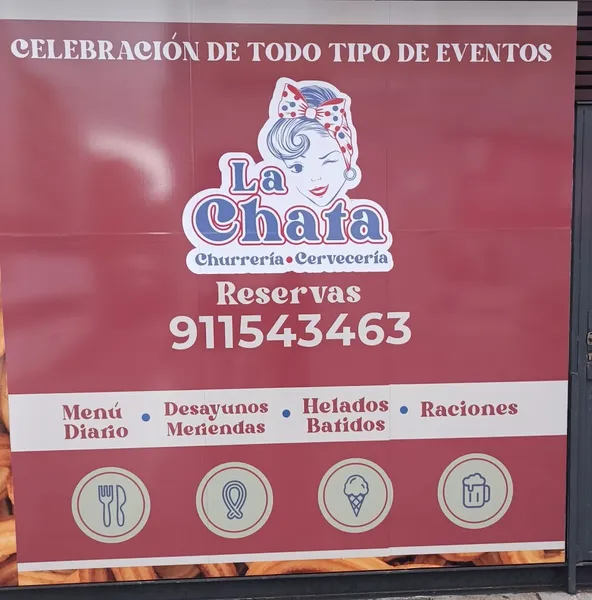 CELEBRACIÓN DE TODO TIPO DE EVENTOS
La
Chata
Churrería • Cervecería
Reservas
911543463
Menú Diario • Desayunos Meriendas • Helados Batidos • Raciones